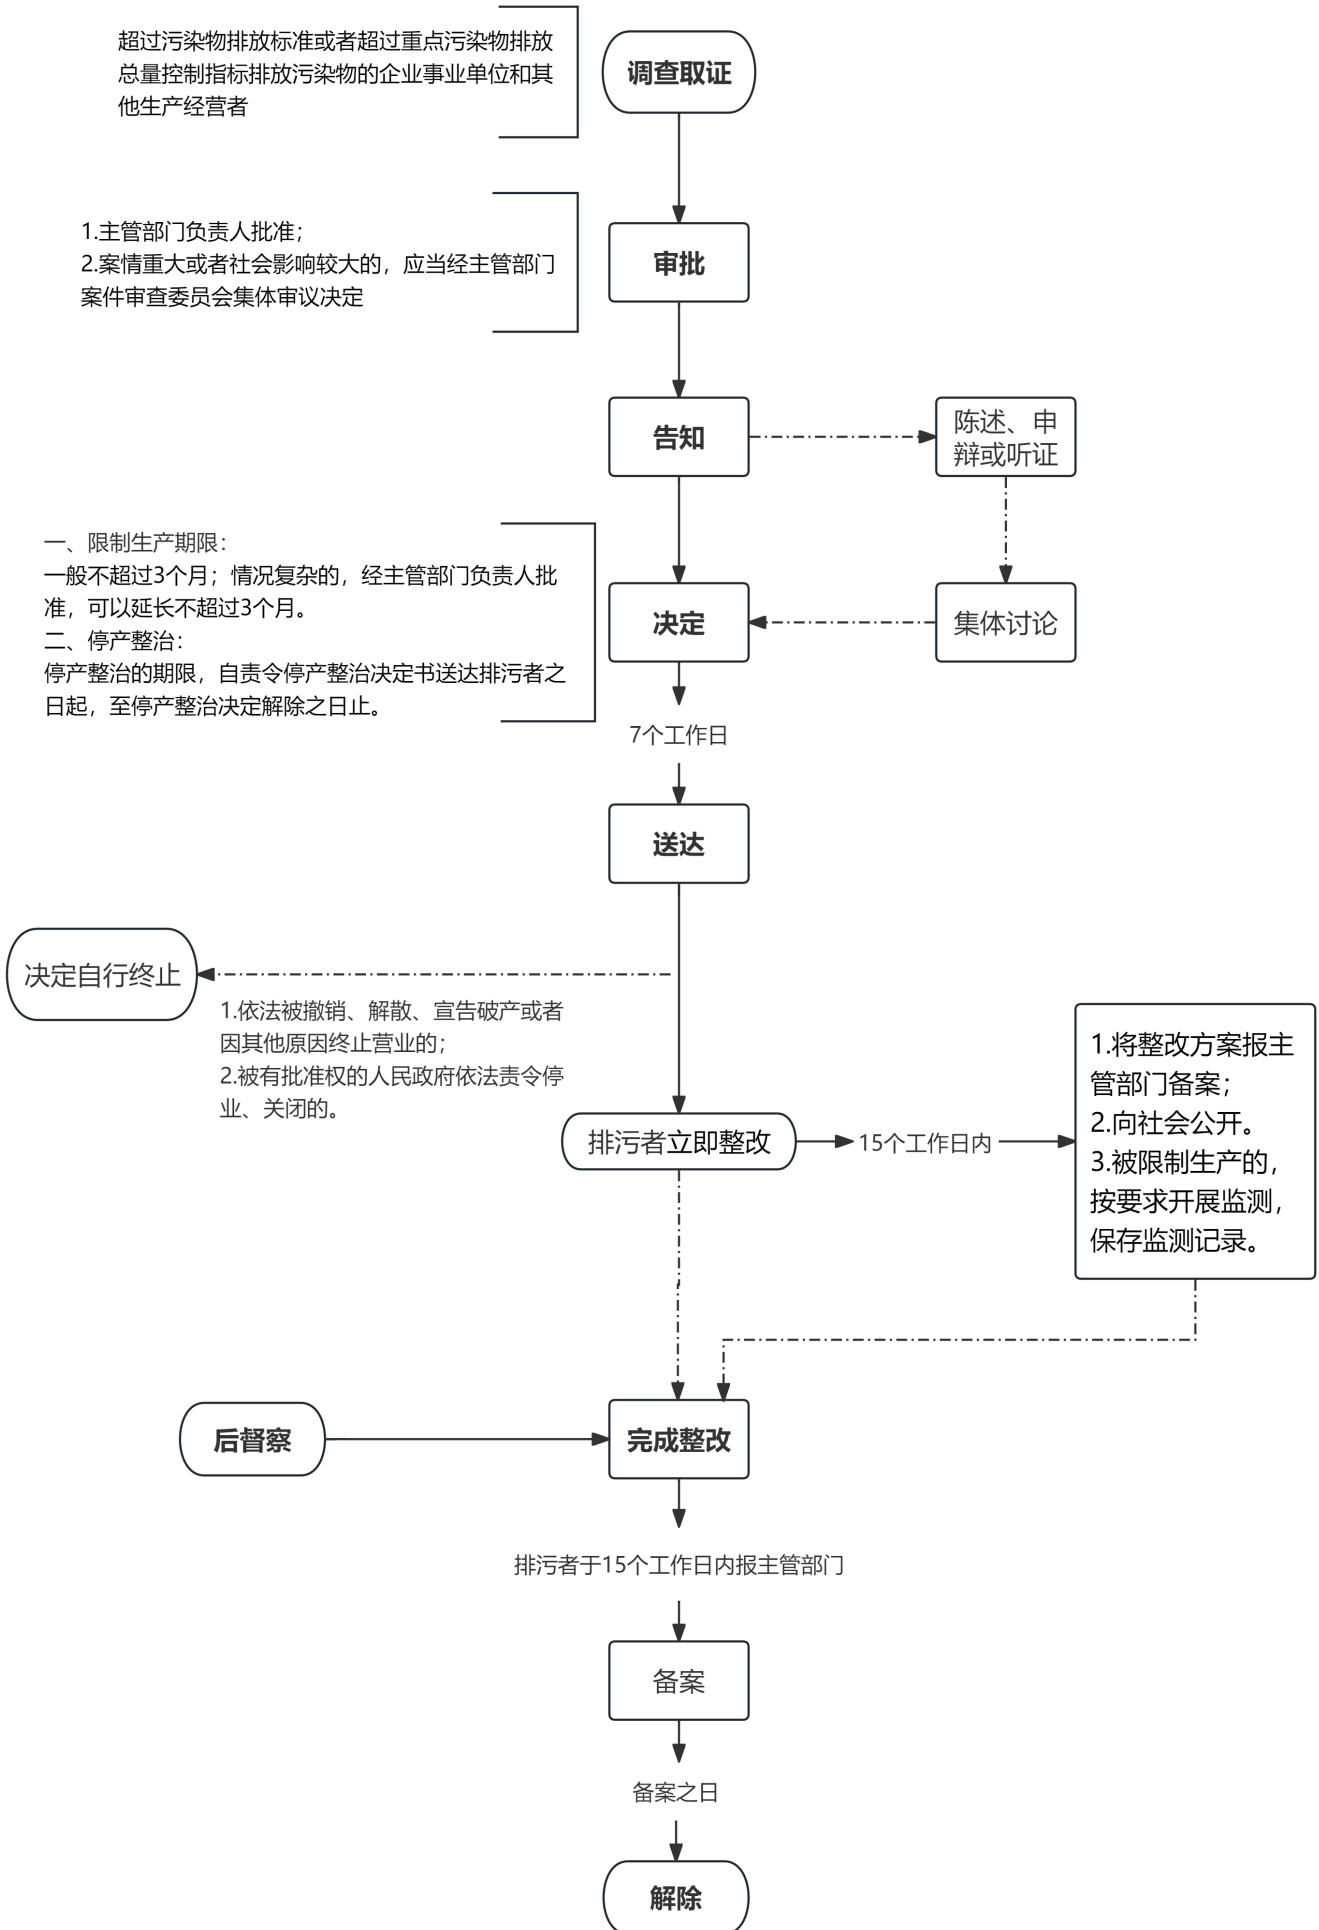 超过污染物排放标准或者超过重点污染物排放
总量控制指标排放污染物的企业事业单位和其
他生产经营者
调查取证
1.主管部门负责人批准；
2.案情重大或者社会影响较大的，应当经主管部门
案件审查委员会集体审议决定
审批
告知
陈述、申
辩或听证
一、限制生产期限：
一般不超过3个月；情况复杂的，经主管部门负责人批
准，可以延长不超过3个月。
二、停产整治：
停产整治的期限，自责令停产整治决定书送达排污者之
日起，至停产整治决定解除之日止。
决定
集体讨论
7个工作日
送达
决定自行终止
1.依法被撤销、解散、宣告破产或者
因其他原因终止营业的；
2.被有批准权的人民政府依法责令停
业、关闭的。
排污者立即整改
15个工作日内
1.将整改方案报主
管部门备案；
2.向社会公开。
3.被限制生产的，
按要求开展监测，
保存监测记录。
后督察
完成整改
排污者于15个工作日内报主管部门
备案
备案之日
解除